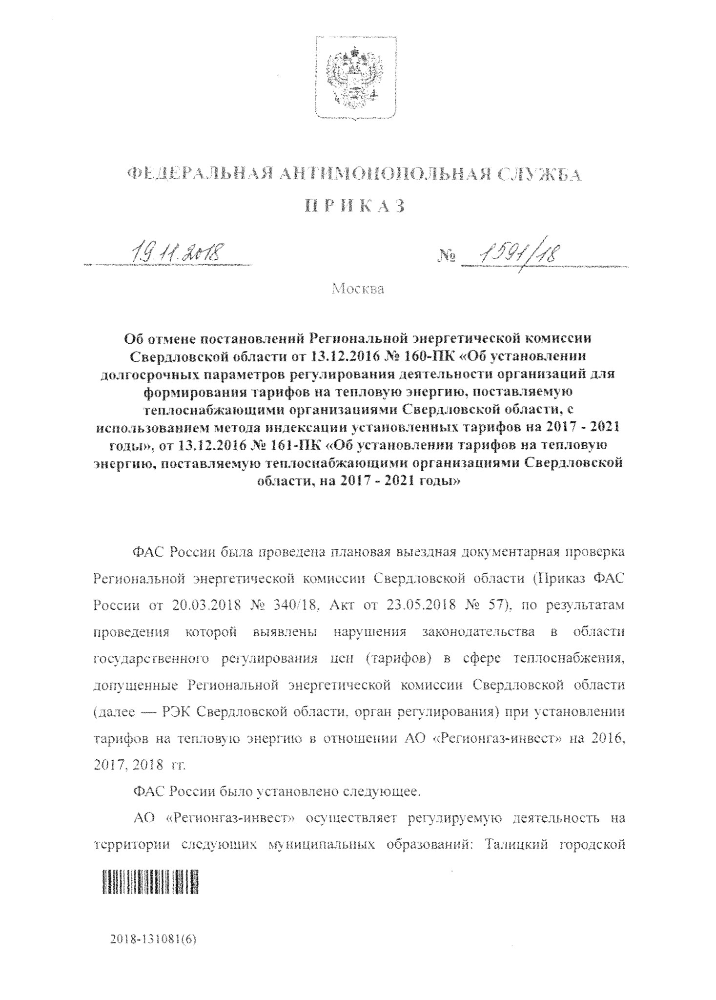 ФЕДЕРАЛЬНАЯ АНТИМОНОПОЛЬНАЯ СЛУЖБА
П Р И К А З
19.11.2018 № 1591/18
Москва
Об отмене постановлений Региональной энергетической комиссии
Свердловской области от 13.12.2016 № 160-ПК «Об установлении
долгосрочных параметров регулирования деятельности организаций для
формирования тарифов на тепловую энергию, поставляемую
теплоснабжающими организациями Свердловской области, с
использованием метода индексации установленных тарифов на 2017 - 2021
годы», от 13.12.2016 № 161-ПК «Об установлении тарифов на тепловую
энергию, поставляемую теплоснабжающими организациями Свердловской
области, на 2017 - 2021 годы»
ФАС России была проведена плановая выездная документарная проверка
Региональной энергетической комиссии Свердловской области (Приказ ФАС
России от 20.03.2018 № 340/18, Акт от 23.05.2018 № 57), по результатам
проведения которой выявлены нарушения законодательства в области
государственного регулирования цен (тарифов) в сфере теплоснабжения,
допущенные Региональной энергетической комиссии Свердловской области
(далее — РЭК Свердловской области, орган регулирования) при установлении
тарифов на тепловую энергию в отношении АО «Регионгаз-инвест» на 2016,
2017, 2018 гг.
ФАС России было установлено следующее.
АО «Регионгаз-инвест» осуществляет регулируемую деятельность на
территории следующих муниципальных образований: Талицкий городской
2018-131081(6)